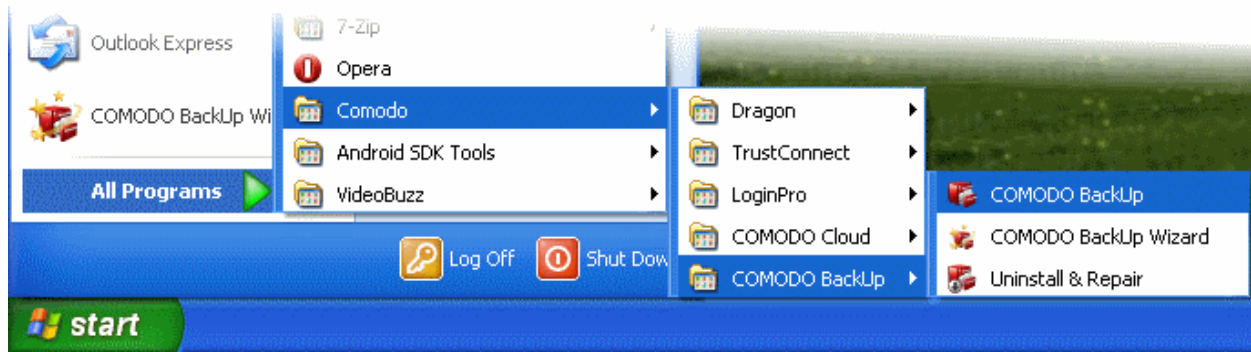 Outlook Express
COMODO BackUp Wi
All Programs
7-Zip
Opera
Comodo
Android SDK Tools
VideoBuzz
Dragon
TrustConnect
LoginPro
COMODO Cloud
COMODO BackUp
COMODO BackUp
COMODO BackUp Wizard
Uninstall & Repair
Log Off
Shut Dow
start